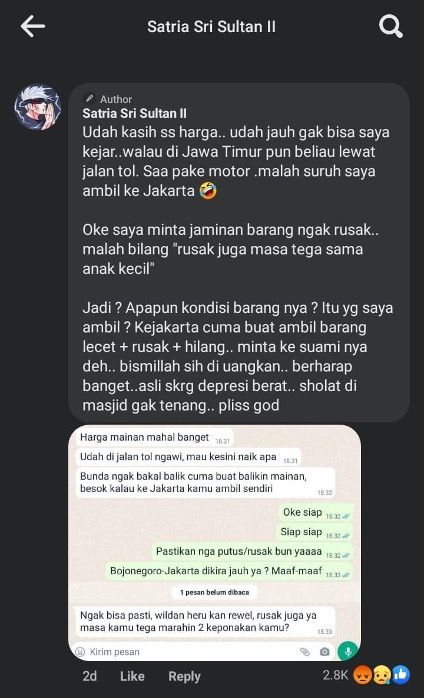 Satria Sri Sultan II
Author
Satria Sri Sultan II
Udah kasih ss harga.. udah jauh gak bisa saya
kejar..walau di Jawa Timur pun beliau lewat
jalan tol. Saa pake motor .malah suruh saya
ambil ke Jakarta 🤣
Oke saya minta jaminan barang ngak rusak..
malah bilang "rusak juga masa tega sama
anak kecil"
Jadi ? Apapun kondisi barang nya ? Itu yg saya
ambil ? Kejakarta cuma buat ambil barang
lecet + rusak + hilang.. minta ke suami nya
deh.. bismillah sih di uangkan.. berharap
banget..asli skrg depresi berat.. sholat di
masjid gak tenang.. pliss god
Harga mainan mahal banget 18.31
Udah di jalan tol ngawi, mau kesini naik apa 18.31
Bunda ngak bakal balik cuma buat balikin mainan,
besok kalau ke Jakarta kamu ambil sendiri 18.32
Oke siap 18.32
Siap siap 18.32
Pastikan nga putus/rusak bun yaaaa 18.32
Bojonegoro-Jakarta dikira jauh ya ? Maaf-maaf 18.33
1 pesan belum dibaca
Ngak bisa pasti, wildan heru kan rewel, rusak juga ya
masa kamu tega marahin 2 keponakan kamu? 18.33
Kirim pesan
2d Like Reply 2.8K